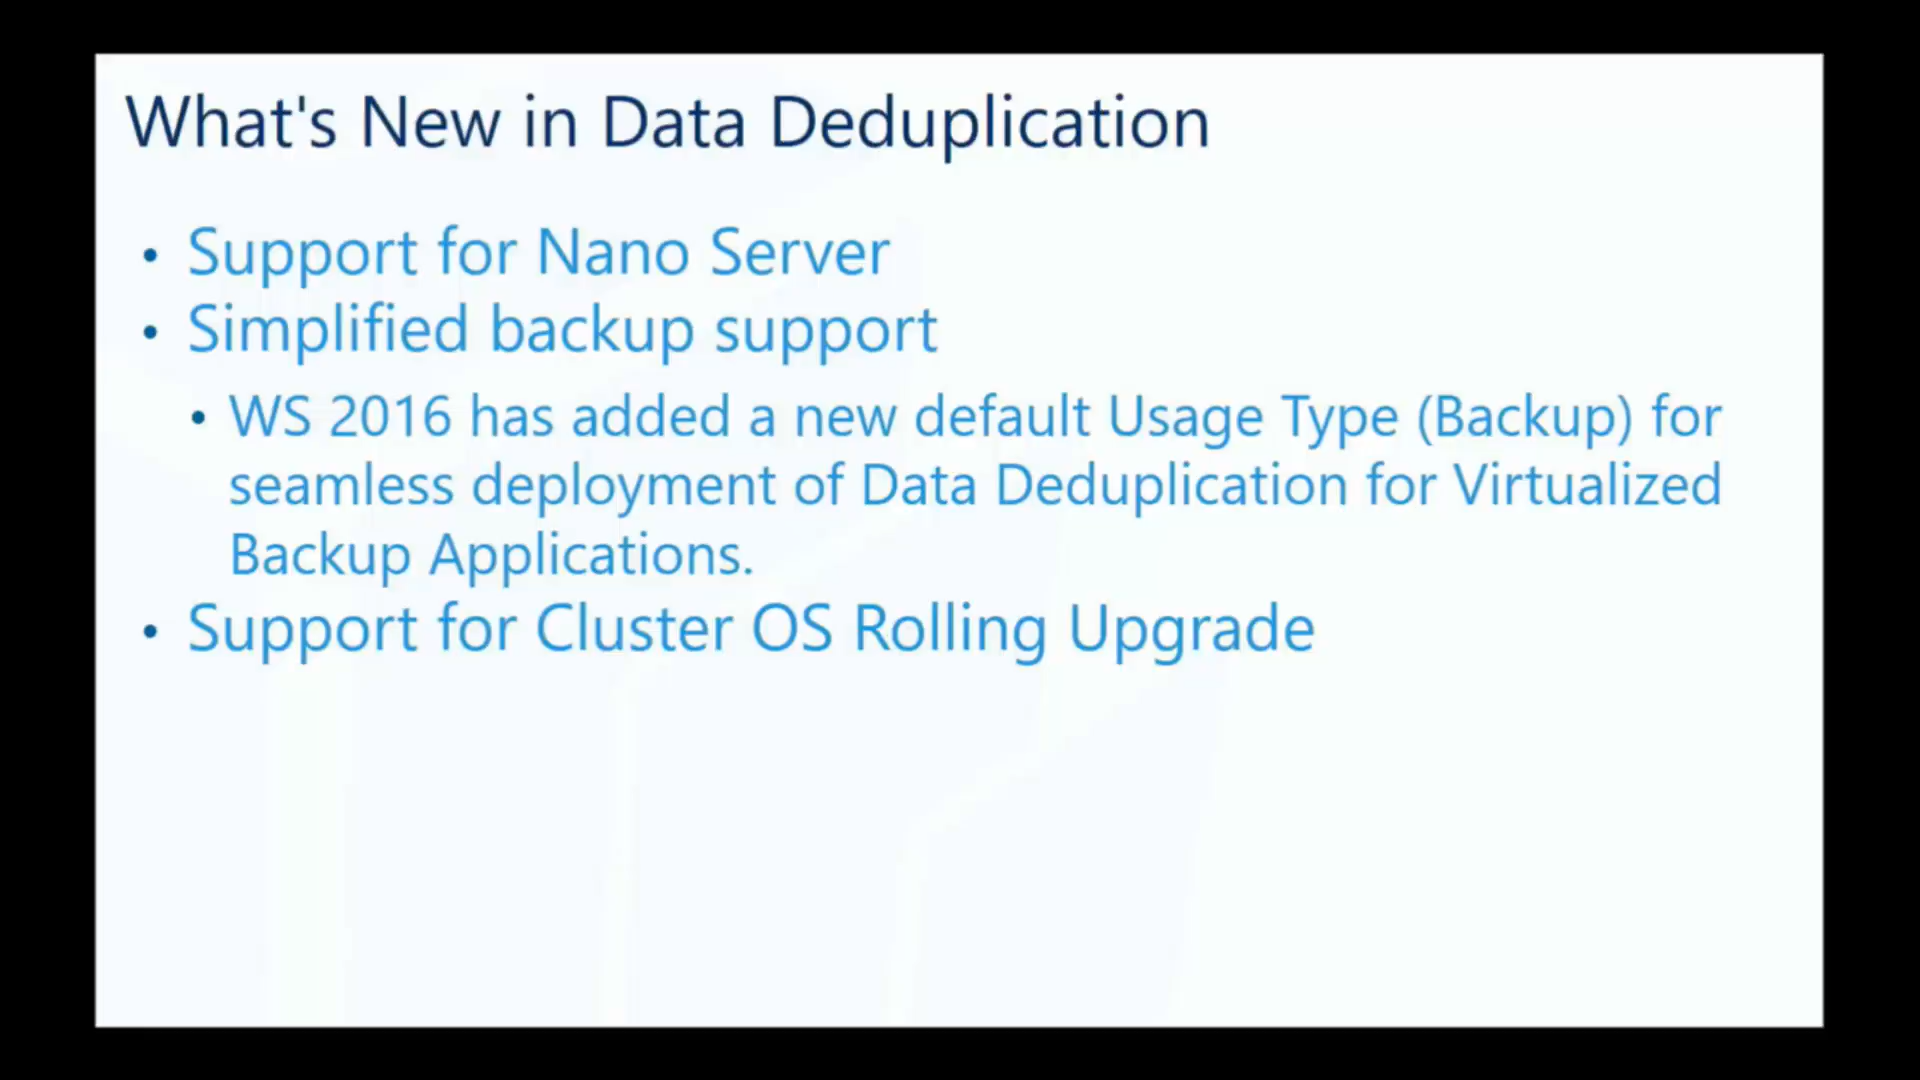 What's New in Data Deduplication
• Support for Nano Server
• Simplified backup support
• WS 2016 has added a new default Usage Type (Backup) for
seamless deployment of Data Deduplication for Virtualized
Backup Applications.
• Support for Cluster OS Rolling Upgrade